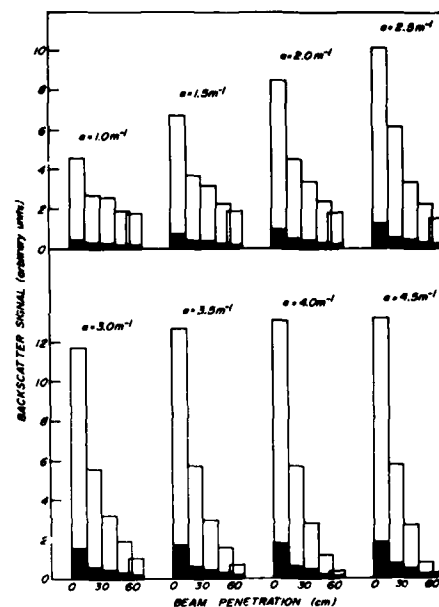 a=2.5m⁻¹
10
a=2.0m⁻¹
8
a=1.5m⁻¹
6
a=1.0m⁻¹
4
2
0
BACKSCATTER SIGNAL (arbitrary units)
a=3.0m⁻¹ a=3.5m⁻¹ a=4.0m⁻¹ a=4.5m⁻¹
12
10
8
6
4
2
0
0 30 60 0 30 60 0 30 60 0 30 60
BEAM PENETRATION (cm)